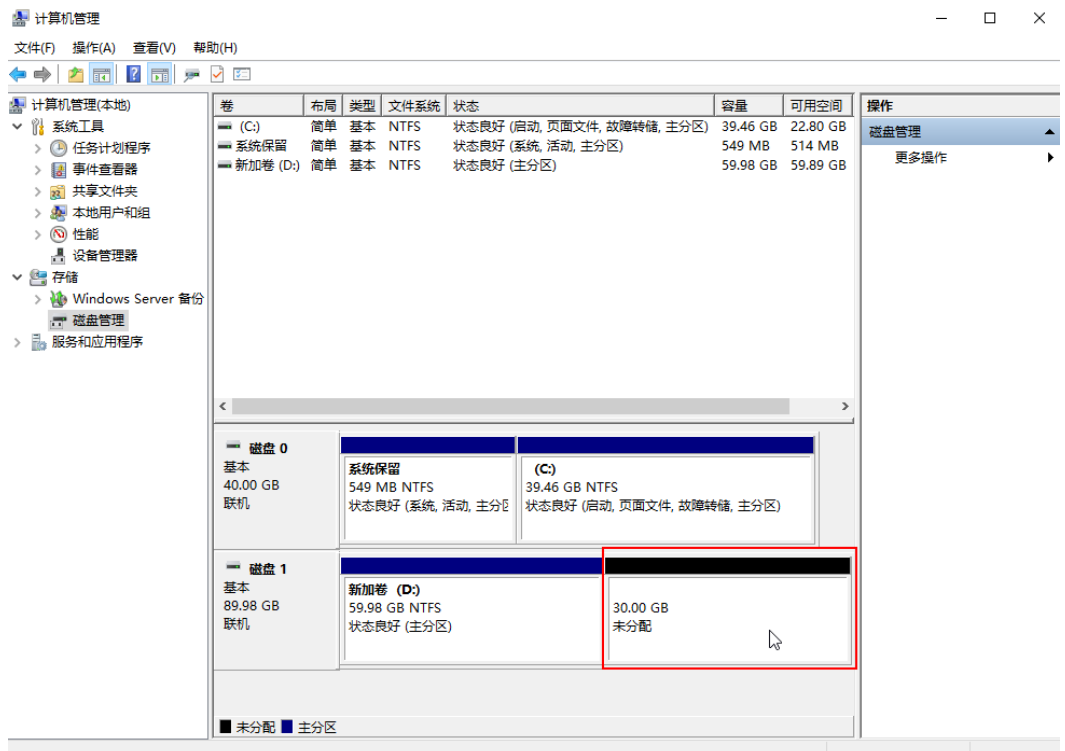 计算机管理
文件(F) 操作(A) 查看(V) 帮助(H)
计算机管理(本地)
系统工具
任务计划程序
事件查看器
共享文件夹
本地用户和组
性能
设备管理器
存储
Windows Server 备份
磁盘管理
服务和应用程序
卷 布局 类型 文件系统 状态 容量 可用空间
(C:) 简单 基本 NTFS 状态良好 (启动, 页面文件, 故障转储, 主分区) 39.46 GB 22.80 GB
系统保留 简单 基本 NTFS 状态良好 (系统, 活动, 主分区) 549 MB 514 MB
新加卷 (D:) 简单 基本 NTFS 状态良好 (主分区) 59.98 GB 59.89 GB
操作
磁盘管理
更多操作
磁盘 0
基本
40.00 GB
联机
系统保留
549 MB NTFS
状态良好 (系统, 活动, 主分区
(C:)
39.46 GB NTFS
状态良好 (启动, 页面文件, 故障转储, 主分区)
磁盘 1
基本
89.98 GB
联机
新加卷 (D:)
59.98 GB NTFS
状态良好 (主分区)
30.00 GB
未分配
未分配 主分区